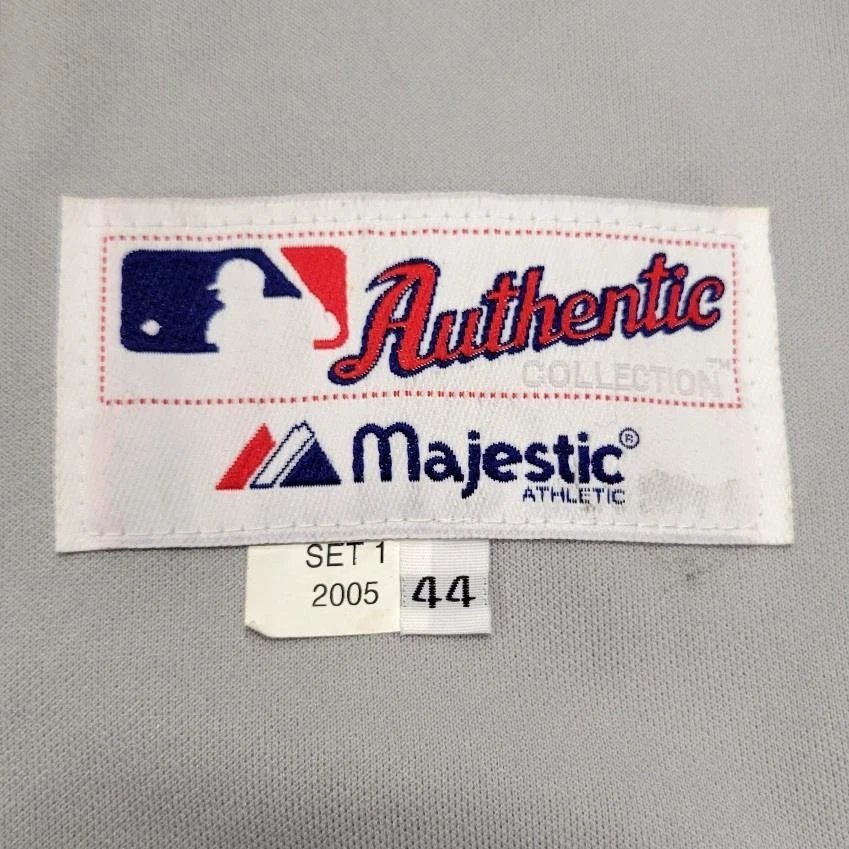 Authentic
COLLECTION™
Majestic®
ATHLETIC
SET 1
2005
44